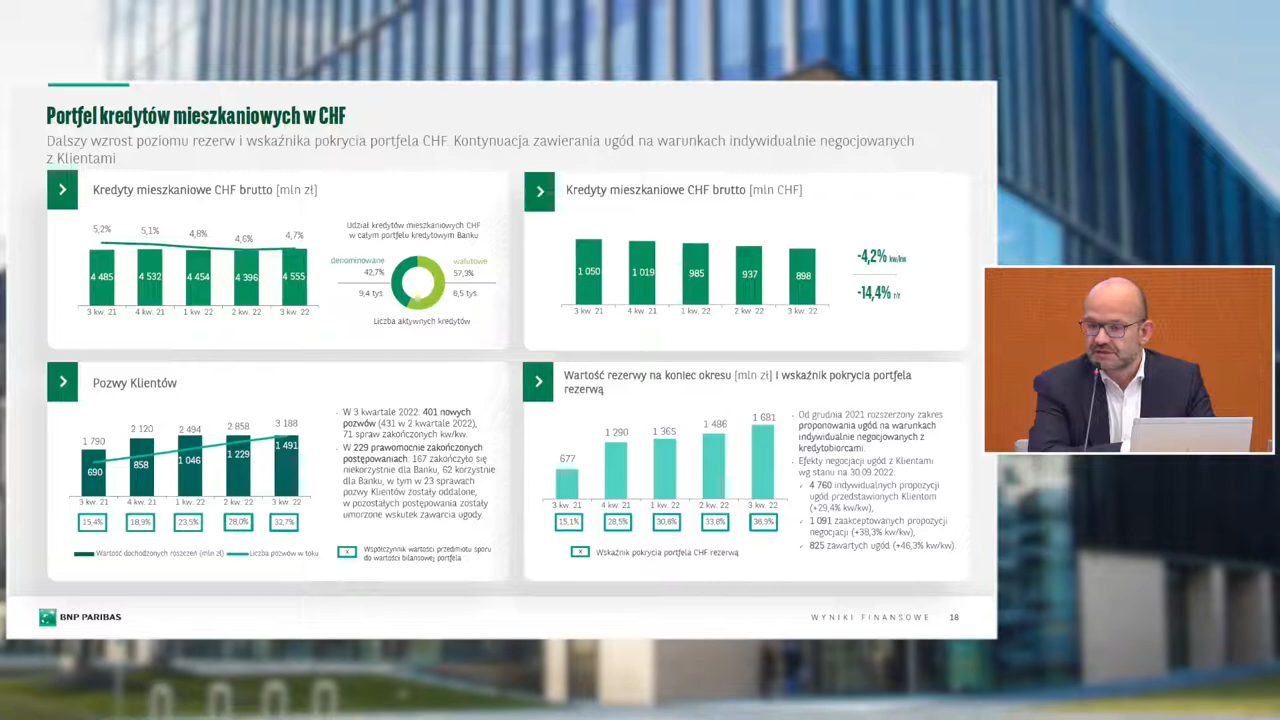 Portfel kredytów mieszkaniowych w CHF
Dalszy wzrost poziomu rezerw i wskaźnika pokrycia portfela CHF. Kontynuacja zawierania ugód na warunkach indywidualnie negocjowanych
z Klientami
Kredyty mieszkaniowe CHF brutto [mln zł]
5,2% 5,1% 4,8% 4,6% 4,7%
4 485 4 532 4 454 4 396 4 555
3 kw. 21 4 kw. 21 1 kw. 22 2 kw. 22 3 kw. 22
Udział kredytów mieszkaniowych CHF
w całym portfelu kredytowym Banku
denominowane walutowe
42,7% 57,3%
9,4 tys. 6,5 tys.
Liczba aktywnych kredytów
Kredyty mieszkaniowe CHF brutto [mln CHF]
1 050 1 019 985 937 898
3 kw. 21 4 kw. 21 1 kw. 22 2 kw. 22 3 kw. 22
-4,2% kw/kw
-14,4% r/r
Pozwy Klientów
1 790 2 120 2 494 2 858 3 188
690 858 1 046 1 229 1 491
3 kw. 21 4 kw. 21 1 kw. 22 2 kw. 22 3 kw. 22
15,4% 18,9% 23,5% 28,0% 32,7%
Wartość dochodzonych roszczeń (mln zł) Liczba pozwów w toku
W 3 kwartale 2022: 401 nowych
pozwów (431 w 2 kwartale 2022),
71 spraw zakończonych kw/kw.
W 229 prawomocnie zakończonych
postępowaniach: 167 zakończyło się
niekorzystnie dla Banku, 62 korzystnie
dla Banku, w tym w 23 sprawach
pozwy Klientów zostały oddalone,
w pozostałych postępowania zostały
umorzone wskutek zawarcia ugody
x Współczynnik wartości przedmiotu sporu
do wartości bilansowej portfela
Wartość rezerwy na koniec okresu [mln zł] i wskaźnik pokrycia portfela
rezerwą
677 1 290 1 365 1 486 1 681
3 kw. 21 4 kw. 21 1 kw. 22 2 kw. 22 3 kw. 22
15,1% 28,5% 30,6% 33,8% 36,9%
x Wskaźnik pokrycia portfela CHF rezerwą
Od grudnia 2021 rozszerzony zakres
proponowania ugód na warunkach
indywidualnie negocjowanych z
kredytobiorcami.
Efekty negocjacji ugód z Klientami
wg stanu na 30.09.2022:
4 760 indywidualnych propozycji
ugód przedstawionych Klientom
(+29,4% kw/kw),
1 091 zaakceptowanych propozycji
negocjacji (+38,3% kw/kw),
825 zawartych ugód (+46,3% kw/kw).
BNP PARIBAS
WYNIKI FINANSOWE 18